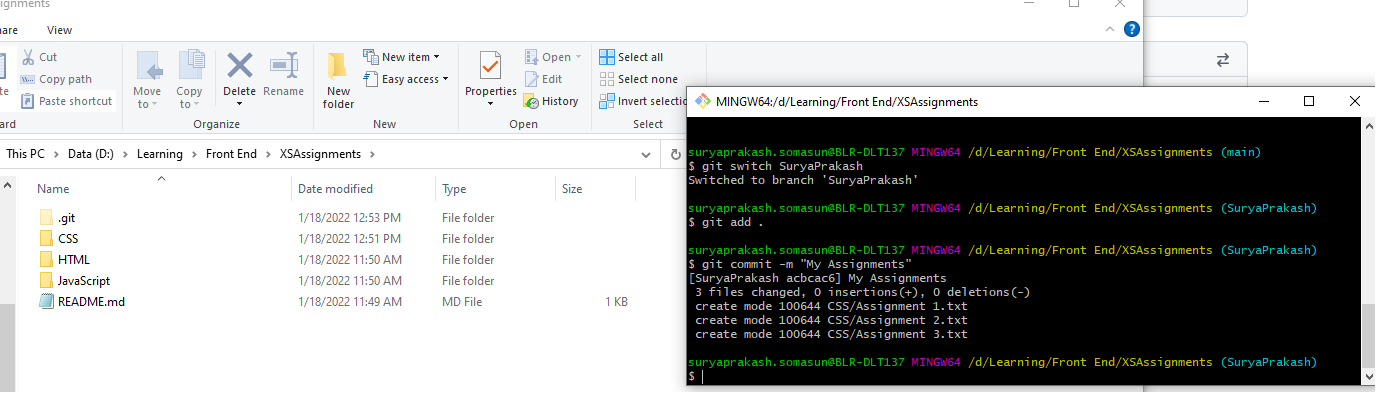 ignments
are View
Cut
Copy path
Paste shortcut
Move to
Copy to
Delete
Rename
New folder
New item
Easy access
Properties
Open
Edit
History
Select all
Select none
Invert selectio
ard Organize New Open Select
This PC > Data (D:) > Learning > Front End > XSAssignments >
Name Date modified Type Size
.git 1/18/2022 12:53 PM File folder
CSS 1/18/2022 12:51 PM File folder
HTML 1/18/2022 11:50 AM File folder
JavaScript 1/18/2022 11:50 AM File folder
README.md 1/18/2022 11:49 AM MD File 1 KB
MINGW64:/d/Learning/Front End/XSAssignments
suryaprakash.somasun@BLR-DLT137 MINGW64 /d/Learning/Front End/XSAssignments (main)
$ git switch SuryaPrakash
Switched to branch 'SuryaPrakash'
suryaprakash.somasun@BLR-DLT137 MINGW64 /d/Learning/Front End/XSAssignments (SuryaPrakash)
$ git add .
suryaprakash.somasun@BLR-DLT137 MINGW64 /d/Learning/Front End/XSAssignments (SuryaPrakash)
$ git commit -m "My Assignments"
[SuryaPrakash acbcac6] My Assignments
3 files changed, 0 insertions(+), 0 deletions(-)
create mode 100644 CSS/Assignment 1.txt
create mode 100644 CSS/Assignment 2.txt
create mode 100644 CSS/Assignment 3.txt
suryaprakash.somasun@BLR-DLT137 MINGW64 /d/Learning/Front End/XSAssignments (SuryaPrakash)
$